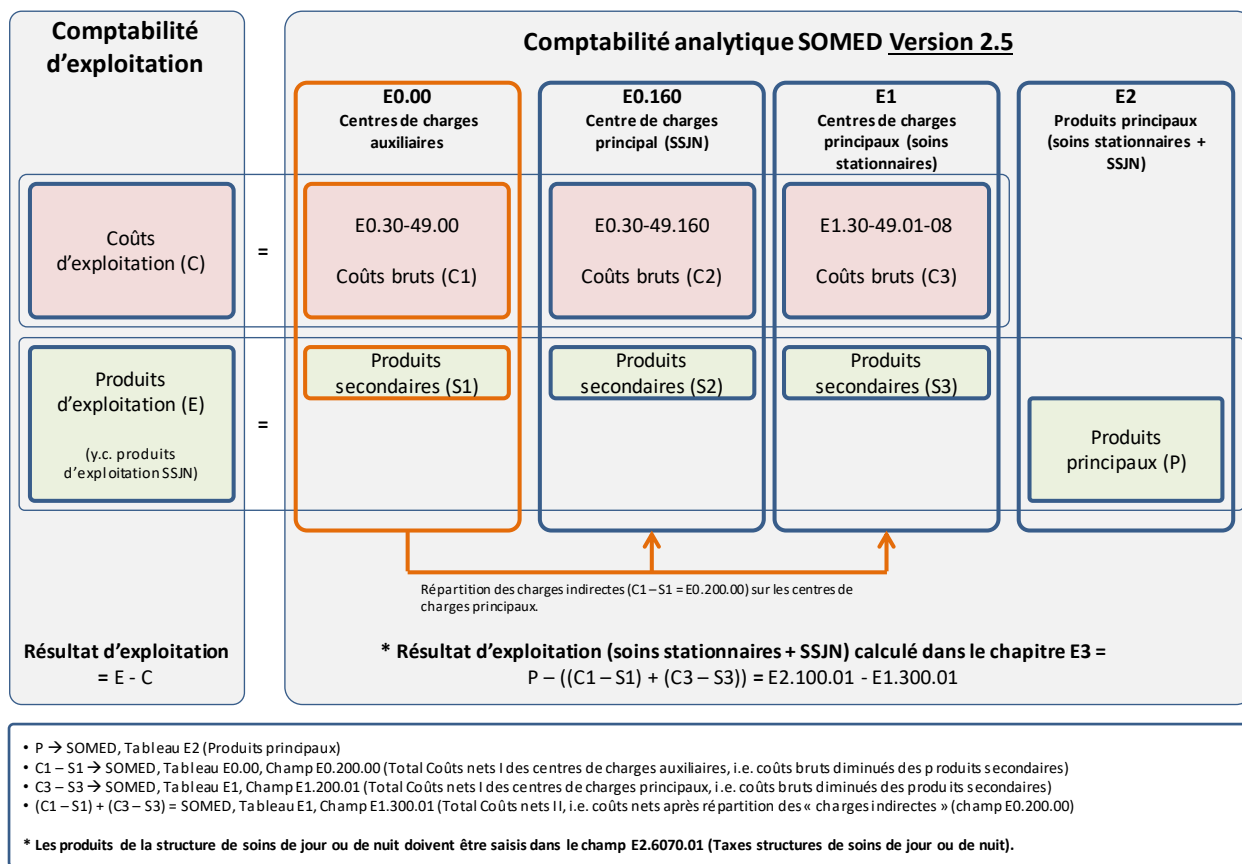 Comptabilité
d’exploitation
Comptabilité analytique SOMED Version 2.5
E0.00
Centres de charges
auxiliaires
E0.160
Centre de charges
principal (SSJN)
E1
Centres de charges
principaux (soins
stationnaires)
E2
Produits principaux
(soins stationnaires +
SSJN)
Coûts
d’exploitation (C)
=
E0.30-49.00
Coûts bruts (C1)
E0.30-49.160
Coûts bruts (C2)
E1.30-49.01-08
Coûts bruts (C3)
Produits
d’exploitation (E)
(y.c. produits
d’exploitation SSJN)
=
Produits
secondaires (S1)
Produits
secondaires (S2)
Produits
secondaires (S3)
Produits
principaux (P)
Répartition des charges indirectes (C1 – S1 = E0.200.00) sur les centres de
charges principaux.
Résultat d’exploitation
= E - C
* Résultat d’exploitation (soins stationnaires + SSJN) calculé dans le chapitre E3 =
P – ((C1 – S1) + (C3 – S3)) = E2.100.01 - E1.300.01
• P → SOMED, Tableau E2 (Produits principaux)
• C1 – S1 → SOMED, Tableau E0.00, Champ E0.200.00 (Total Coûts nets I des centres de charges auxiliaires, i.e. coûts bruts diminués des produits secondaires)
• C3 – S3 → SOMED, Tableau E1, Champ E1.200.01 (Total Coûts nets I des centres de charges principaux, i.e. coûts bruts diminués des produits secondaires)
• (C1 – S1) + (C3 – S3) = SOMED, Tableau E1, Champ E1.300.01 (Total Coûts nets II, i.e. coûts nets après répartition des « charges indirectes » (champ E0.200.00)
* Les produits de la structure de soins de jour ou de nuit doivent être saisis dans le champ E2.6070.01 (Taxes structures de soins de jour ou de nuit).